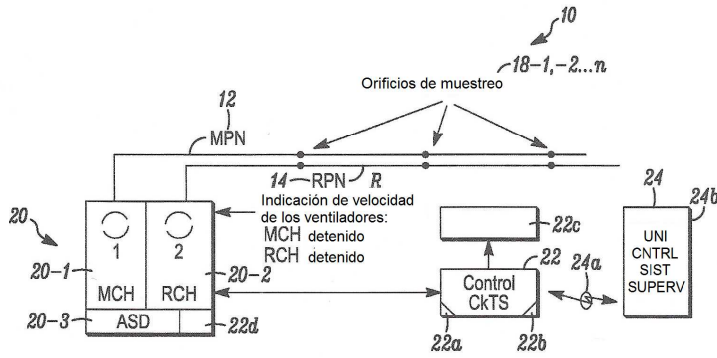 10
18-1,-2...n
Orificios de muestreo
12
MPN
14 RPN R
Indicación de velocidad
de los ventiladores:
MCH detenido
RCH detenido
20
1
2
20-1
20-2
MCH
RCH
20-3
ASD
22d
22c
22
Control
CkTS
22a
22b
24a
24
24b
UNI
CNTRL
SIST
SUPERV